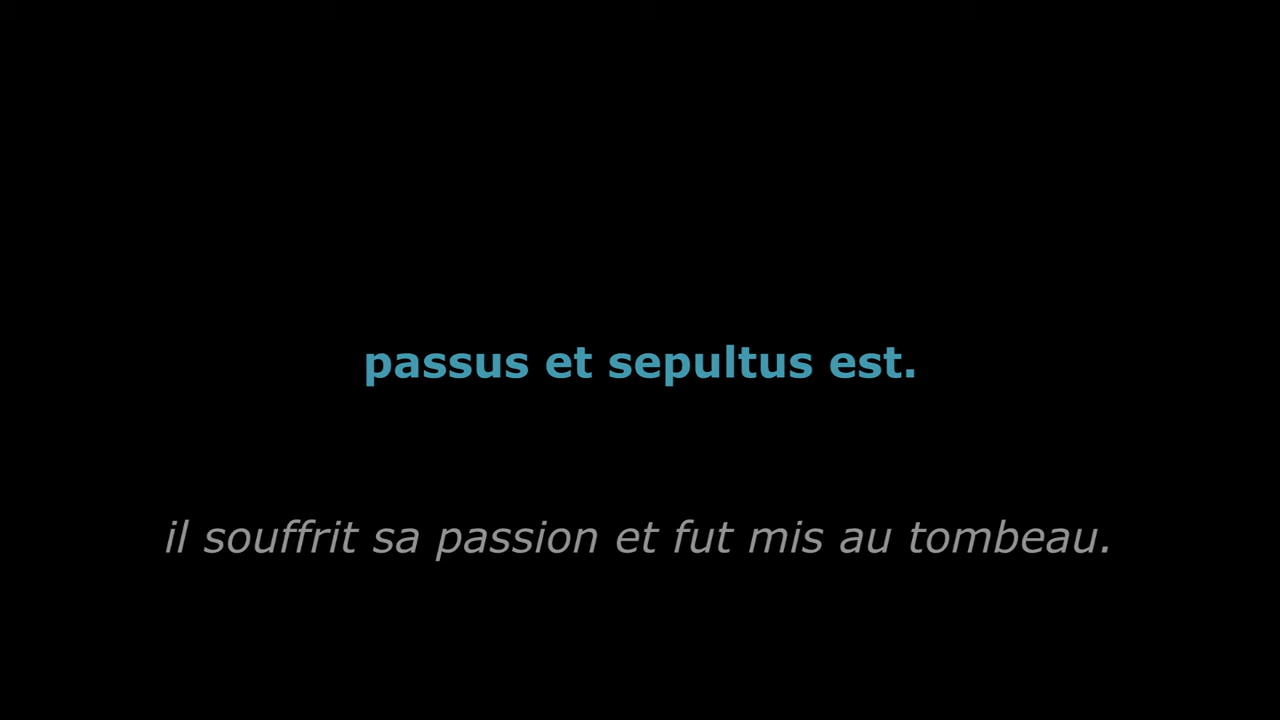 passus et sepultus est.
il souffrit sa passion et fut mis au tombeau.